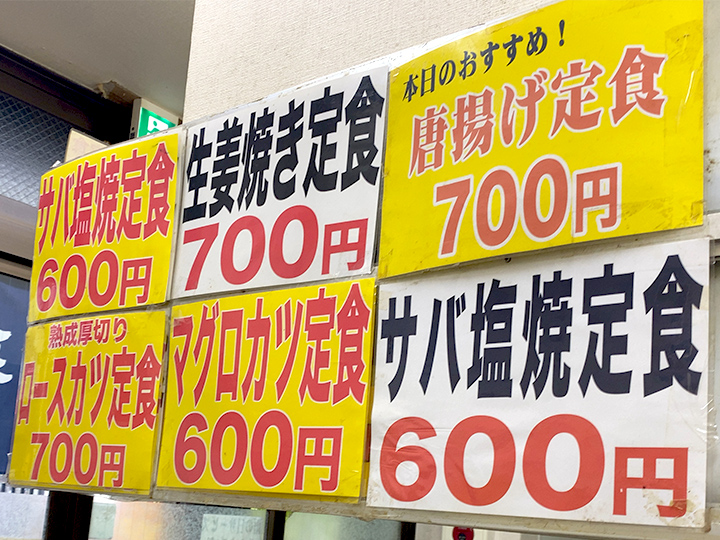 サバ塩焼定食
600円
生姜焼き定食
700円
本日のおすすめ！
唐揚げ定食
700円
熟成厚切り
ロースカツ定食
700円
マグロカツ定食
600円
サバ塩焼定食
600円